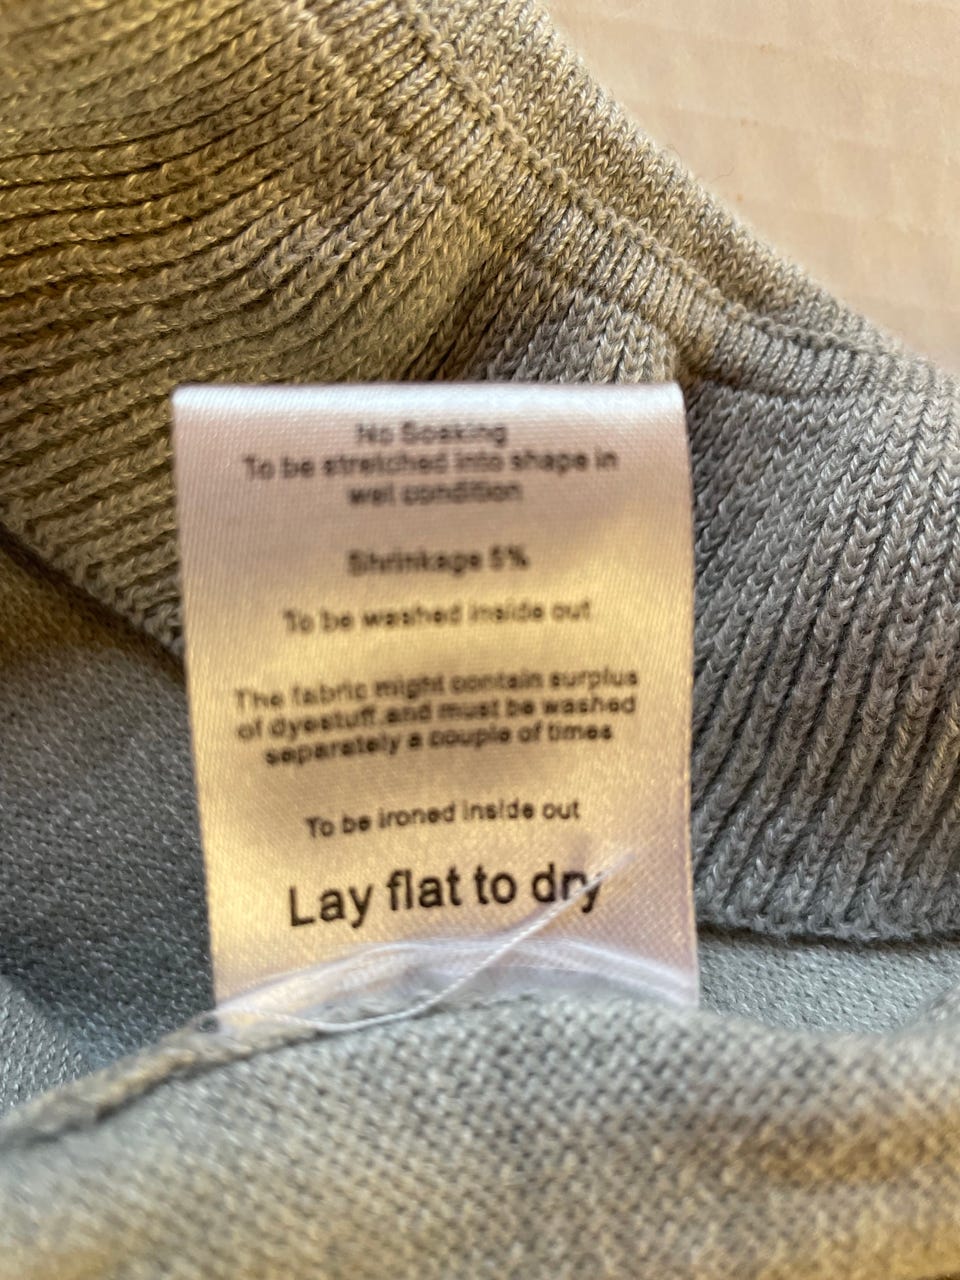 No Soaking
To be stretched into shape in
wet condition
Shrinkage 5%
To be washed inside out
The fabric might contain surplus
of dyestuff,and must be washed
separately a couple of times
To be ironed inside out
Lay flat to dry